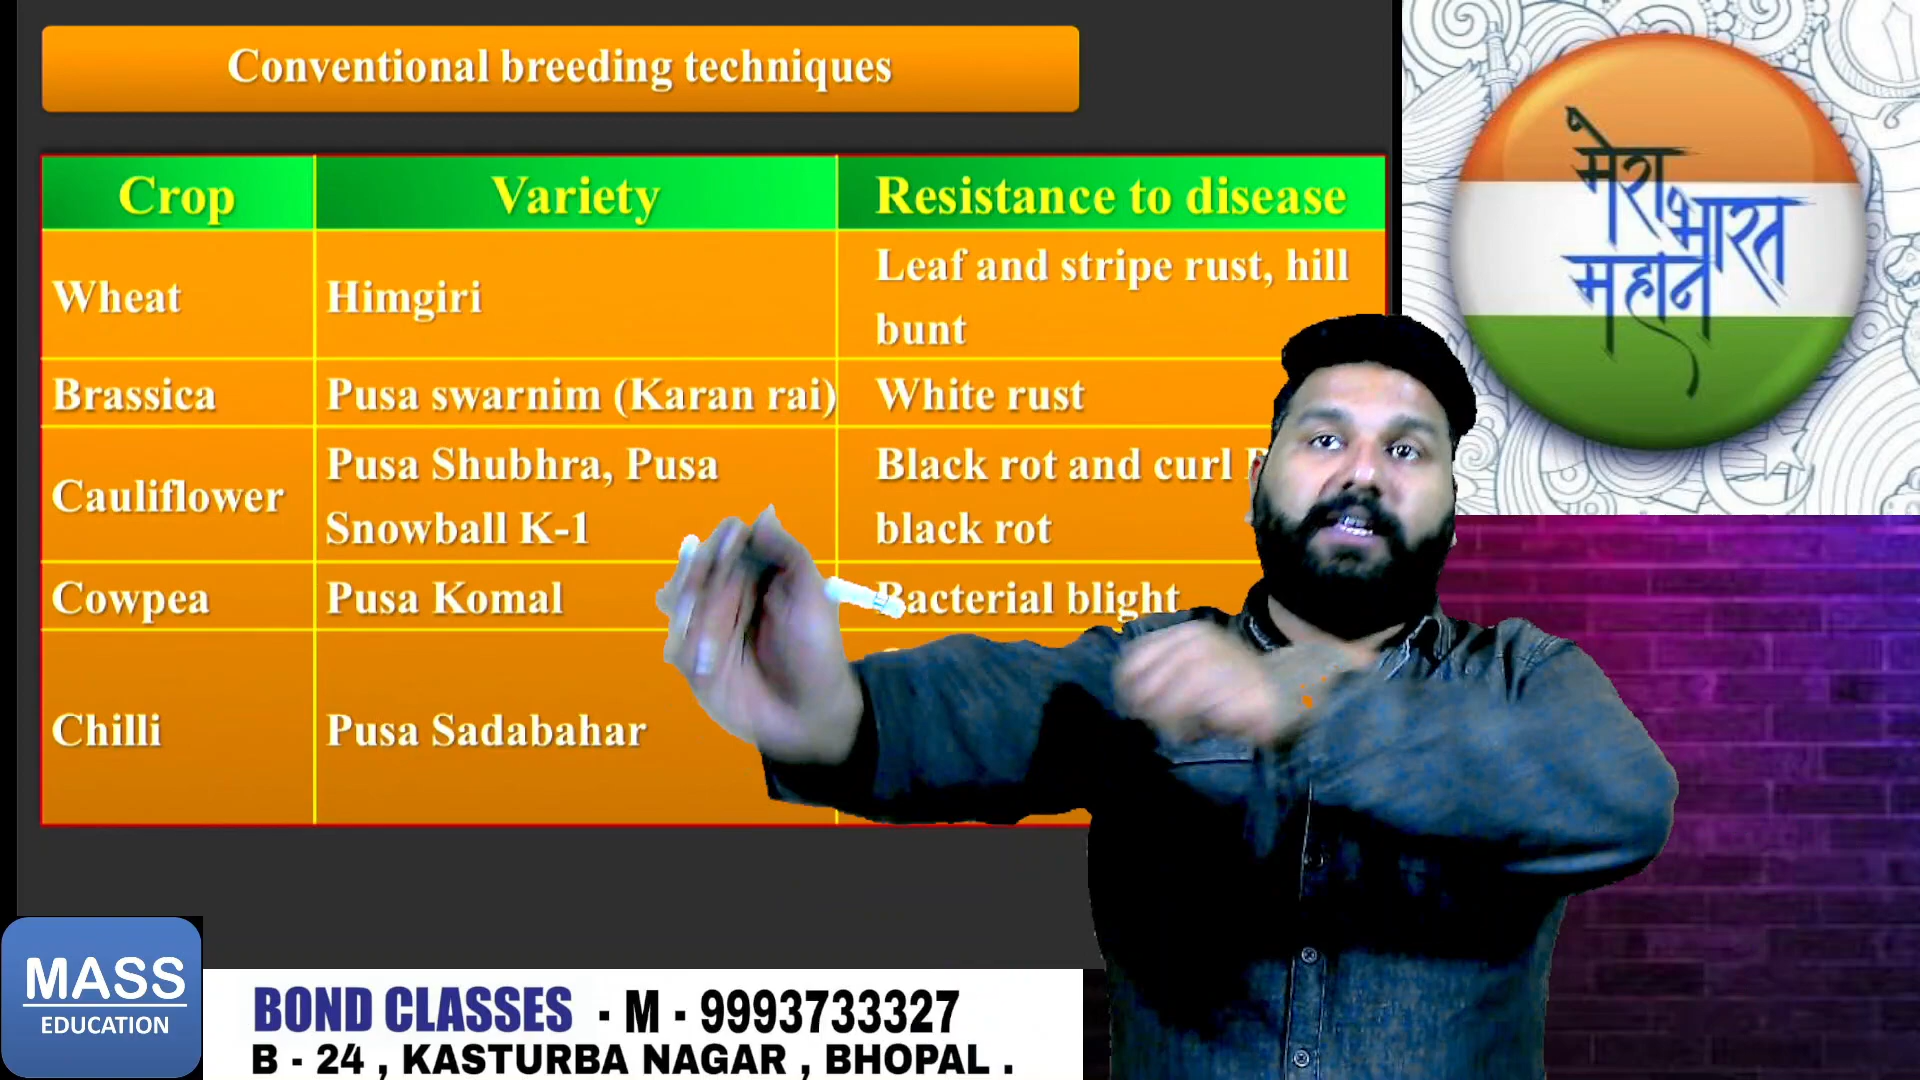 Conventional breeding techniques
Crop
Variety
Resistance to disease
Wheat
Himgiri
Leaf and stripe rust, hill
bunt
Brassica
Pusa swarnim (Karan rai)
White rust
Cauliflower
Pusa Shubhra, Pusa
Snowball K-1
Black rot and curl
black rot
Cowpea
Pusa Komal
Bacterial blight
Chilli
Pusa Sadabahar
मेरा
भारत
महान
MASS
EDUCATION
BOND CLASSES - M - 9993733327
B - 24 , KASTURBA NAGAR , BHOPAL .